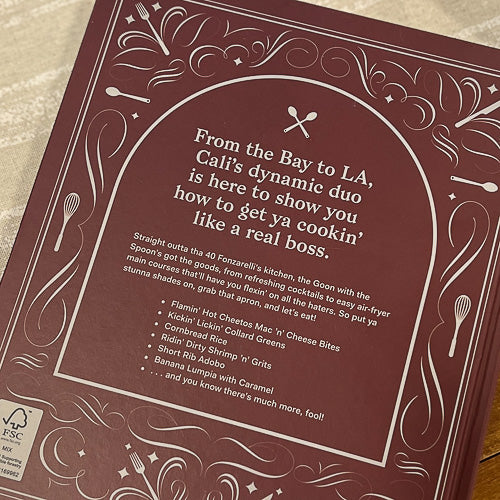 From the Bay to LA,
Cali's dynamic duo
is here to show you
how to get ya cookin'
like a real boss.
Straight outta tha 40 Fonzarelli's kitchen, the Goon with the
Spoon's got the goods, from refreshing cocktails to easy air-fryer
main courses that'll have you flexin' on all the haters. So put ya
stunna shades on, grab that apron, and let's eat!
• Flamin' Hot Cheetos Mac 'n' Cheese Bites
• Kickin' Lickin' Collard Greens
• Cornbread Rice
• Ridin' Dirty Shrimp 'n' Grits
• Short Rib Adobo
• Banana Lumpia with Caramel
• . . . and you know there's much more, fool!
FSC
MIX
Supporting